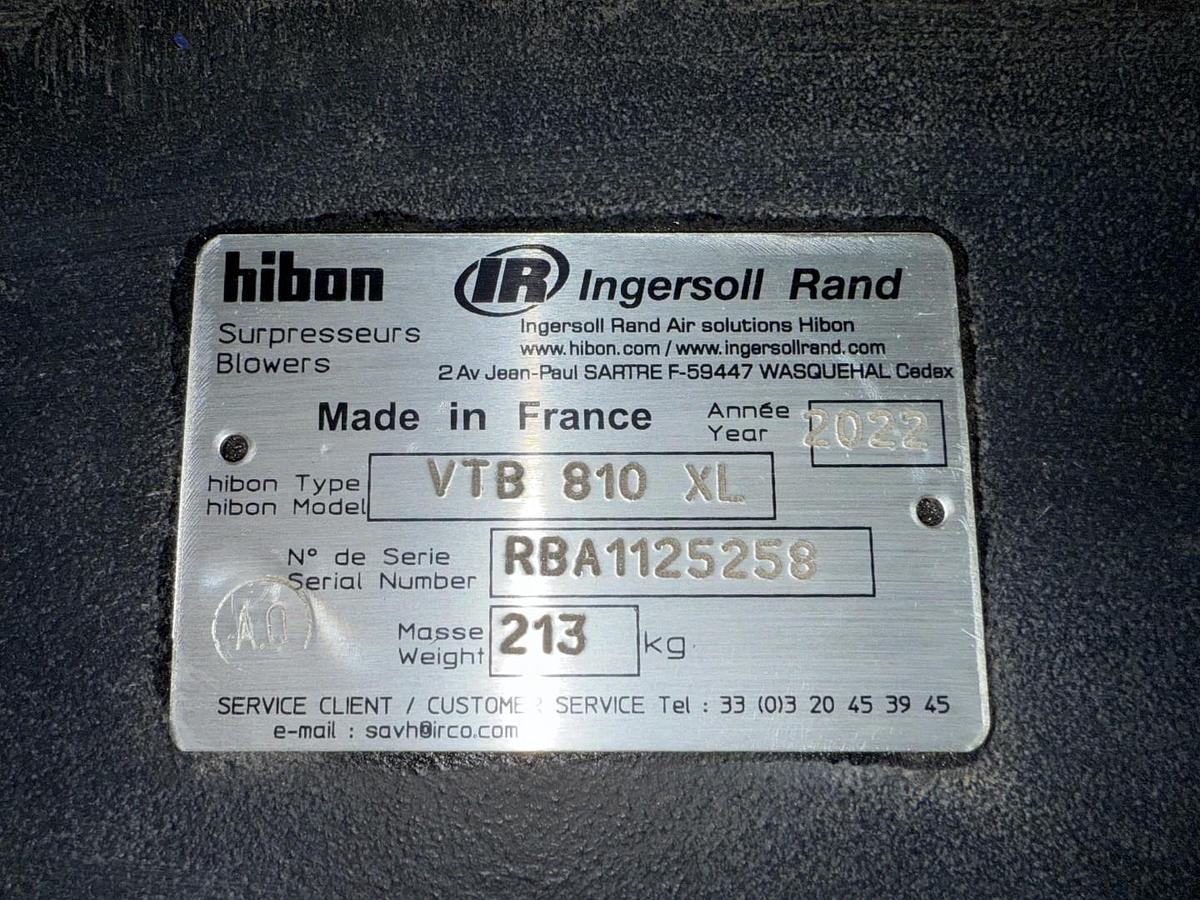 hibon
IR Ingersoll Rand
Surpresseurs
Blowers
Ingersoll Rand Air solutions Hibon
www.hibon.com / www.ingersollrand.com
2 Av Jean-Paul SARTRE F-59447 WASQUEHAL Cedex
Made in France
Année
Year
2022
hibon Type
hibon Model
VTB 810 XL
N° de Serie
Serial Number
RBA1125258
A.Q
Masse
Weight
213
kg
SERVICE CLIENT / CUSTOMER SERVICE Tel : 33 (0)3 20 45 39 45
e-mail : savh@irco.com